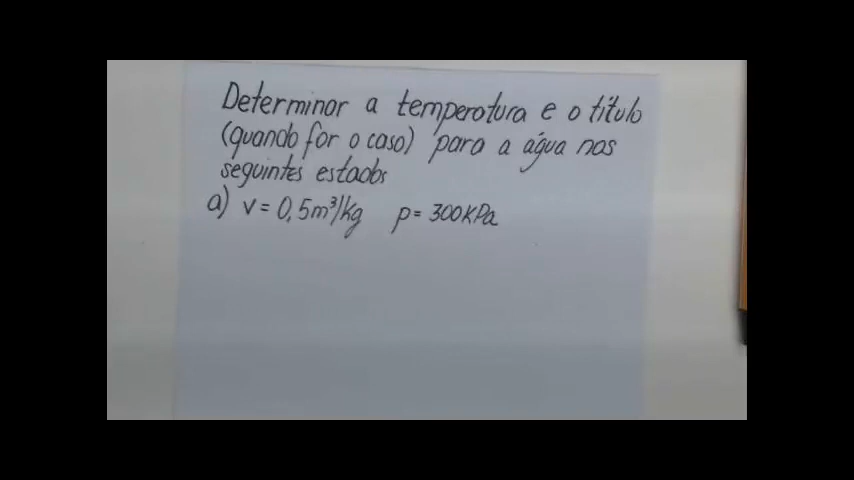 Determinar a temperatura e o título
(quando for o caso) para a água nos
seguintes estados
a) v = 0,5m³/kg p = 300KPa